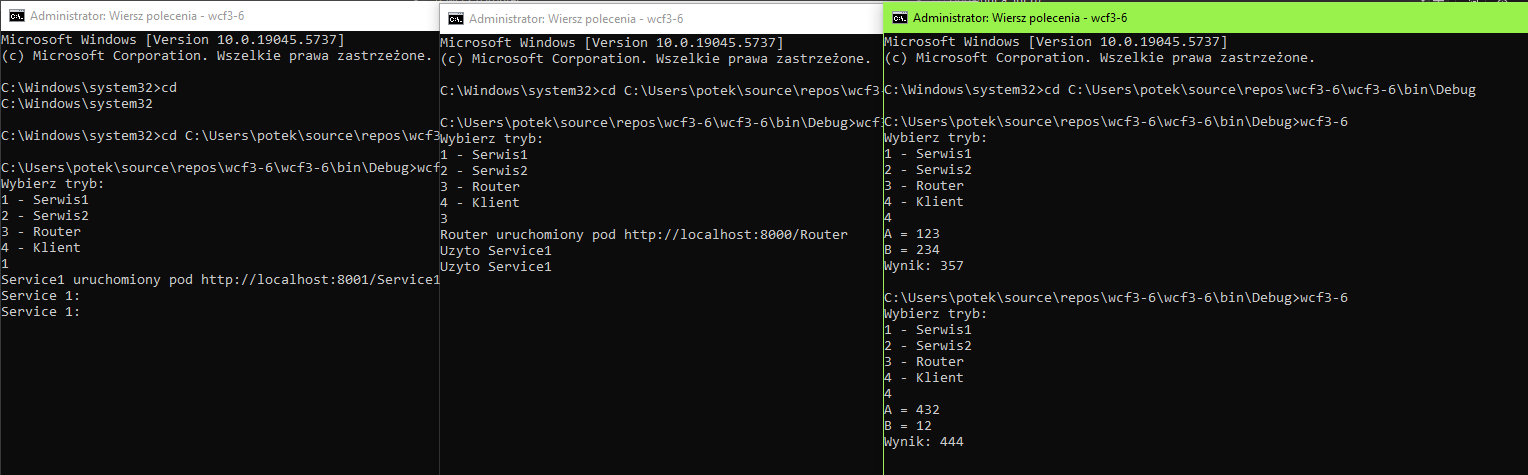 Administrator: Wiersz polecenia - wcf3-6
Microsoft Windows [Version 10.0.19045.5737]
(c) Microsoft Corporation. Wszelkie prawa zastrzeżone.
C:\Windows\system32>cd
C:\Windows\system32
C:\Windows\system32>cd C:\Users\potek\source\repos\wcf3
C:\Users\potek\source\repos\wcf3-6\wcf3-6\bin\Debug>wcf
Wybierz tryb:
1 - Serwis1
2 - Serwis2
3 - Router
4 - Klient
1
Service1 uruchomiony pod http://localhost:8001/Service1
Service 1:
Service 1:
Administrator: Wiersz polecenia - wcf3-6
Microsoft Windows [Version 10.0.19045.5737]
(c) Microsoft Corporation. Wszelkie prawa zastrzeżone.
C:\Windows\system32>cd C:\Users\potek\source\repos\wcf3-
C:\Users\potek\source\repos\wcf3-6\wcf3-6\bin\Debug>wcf3
Wybierz tryb:
1 - Serwis1
2 - Serwis2
3 - Router
4 - Klient
3
Router uruchomiony pod http://localhost:8000/Router
Uzyto Service1
Uzyto Service1
Administrator: Wiersz polecenia - wcf3-6
Microsoft Windows [Version 10.0.19045.5737]
(c) Microsoft Corporation. Wszelkie prawa zastrzeżone.
C:\Windows\system32>cd C:\Users\potek\source\repos\wcf3-6\wcf3-6\bin\Debug
C:\Users\potek\source\repos\wcf3-6\wcf3-6\bin\Debug>wcf3-6
Wybierz tryb:
1 - Serwis1
2 - Serwis2
3 - Router
4 - Klient
4
A = 123
B = 234
Wynik: 357
C:\Users\potek\source\repos\wcf3-6\wcf3-6\bin\Debug>wcf3-6
Wybierz tryb:
1 - Serwis1
2 - Serwis2
3 - Router
4 - Klient
4
A = 432
B = 12
Wynik: 444